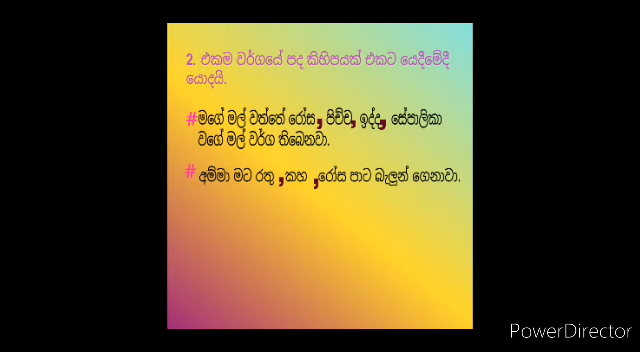 2. එකම වර්ගයේ පද කිහිපයක් එකට යෙදීමේදී
යොදයි.
#මගේ මල් වත්තේ රෝස, පිච්ච, ඉද්ද, සේපාලිකා
වගේ මල් වර්ග තිබෙනවා.
# අම්මා මට රතු ,කහ ,රෝස පාට බැලුන් ගෙනාවා.
PowerDirector